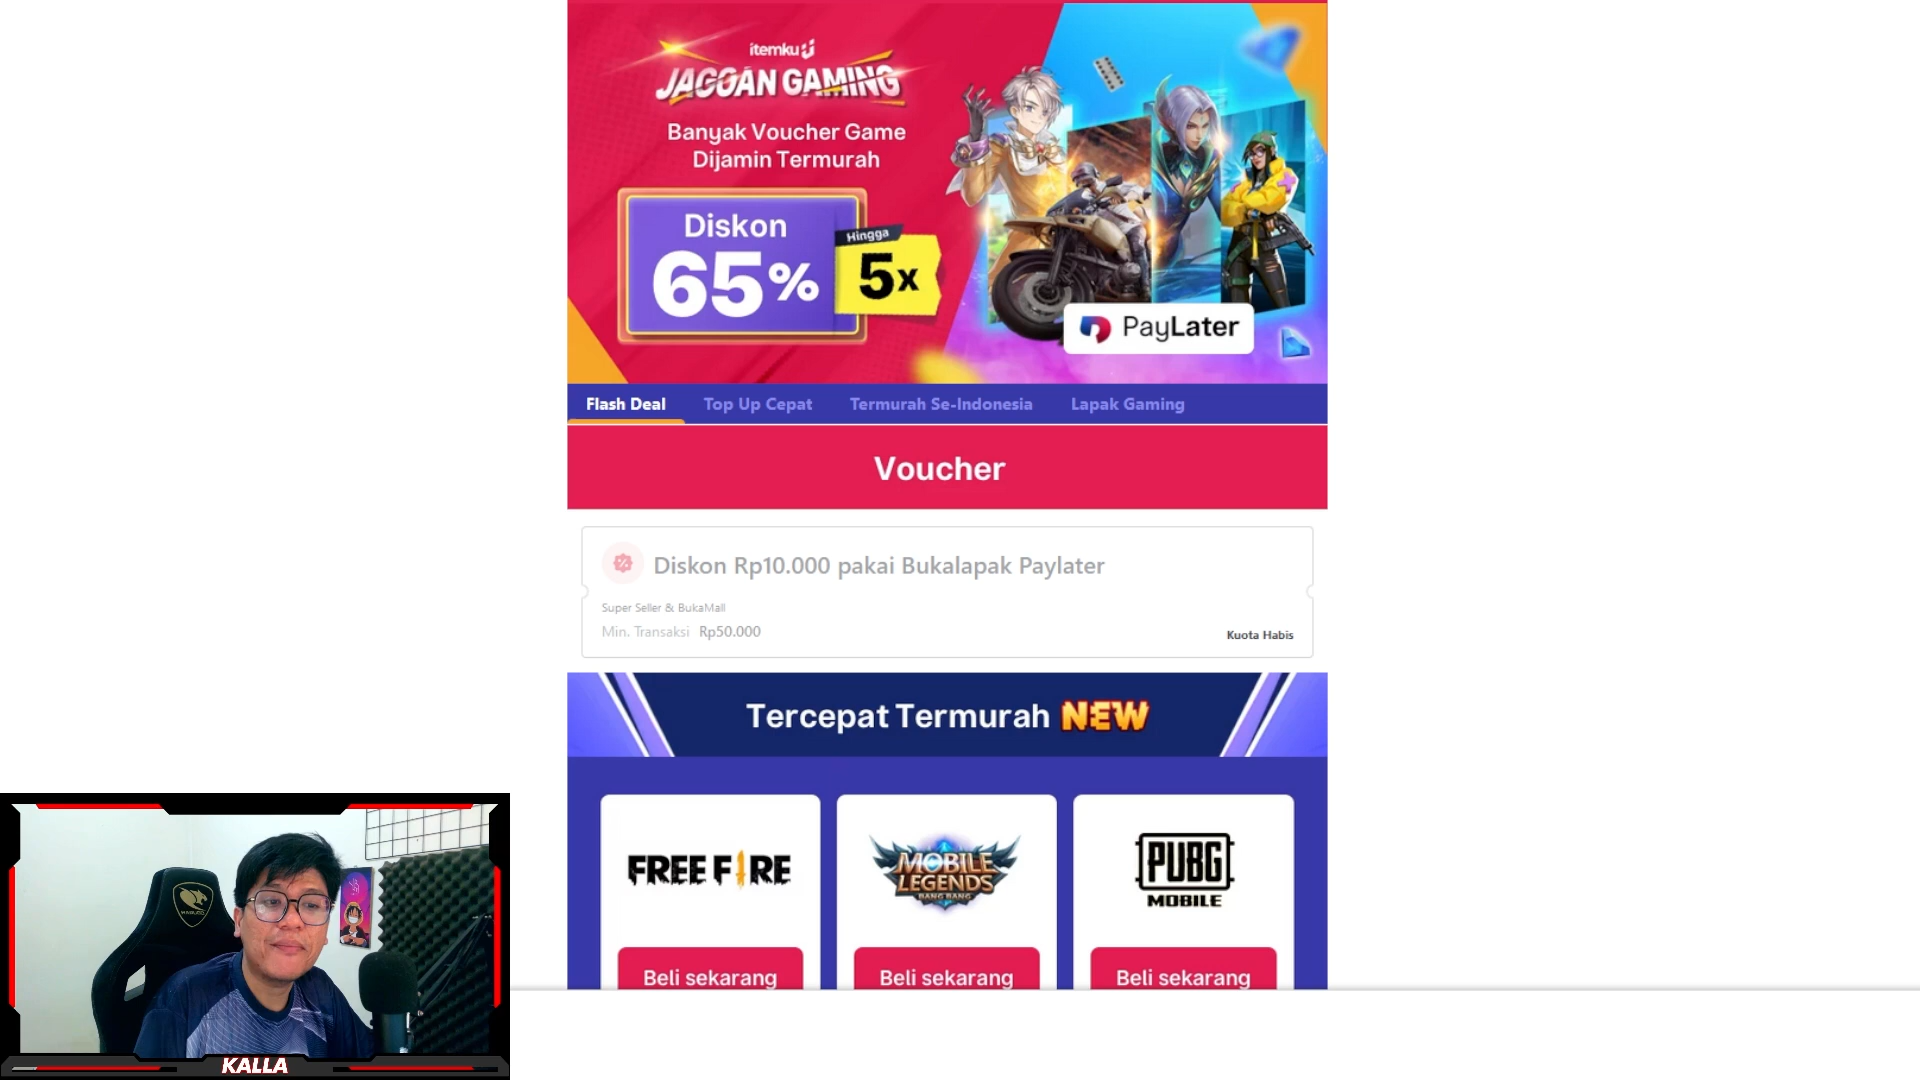 itemku
JAGOAN GAMING
Banyak Voucher Game
Dijamin Termurah
Diskon
65%
Hingga
5x
PayLater
Flash Deal
Top Up Cepat
Termurah Se-Indonesia
Lapak Gaming
Voucher
Diskon Rp10.000 pakai Bukalapak Paylater
Super Seller & BukaMall
Min. Transaksi Rp50.000
Kuota Habis
Tercepat Termurah NEW
FREE FIRE
MOBILE
LEGENDS
BANG BANG
PUBG
MOBILE
Beli sekarang
Beli sekarang
Beli sekarang
KALLA